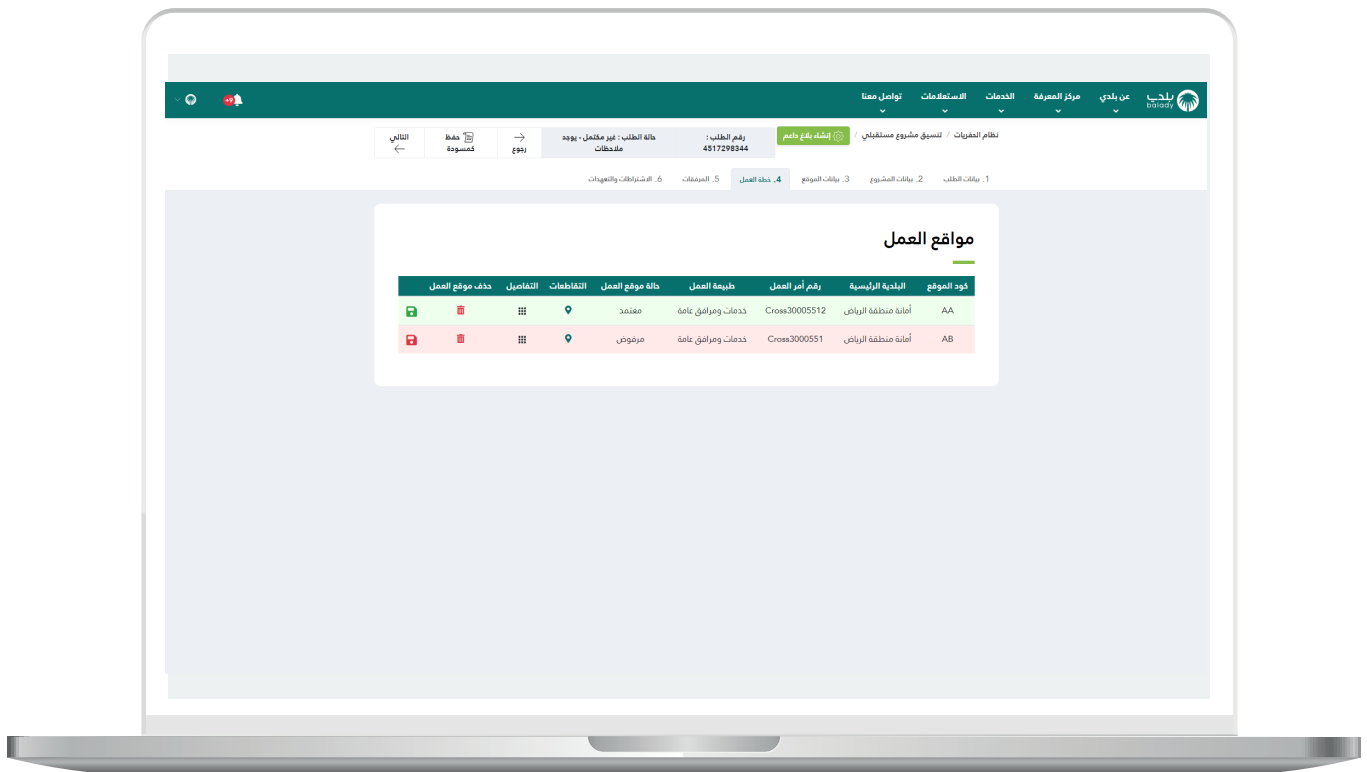 بلدي
balady
عن بلدي
مركز المعرفة
الخدمات
الاستعلامات
تواصل معنا
+9
نظام الحفريات / تنسيق مشروع مستقبلي /
إنشاء بلاغ داعم
رقم الطلب :
4517298344
حالة الطلب : غير مكتمل - يوجد
ملاحظات
رجوع
حفظ
كمسودة
التالي
1. بيانات الطلب
2. بيانات المشروع
3. بيانات الموقع
4. خطة العمل
5. المرفقات
6. الاشتراطات والتعهدات
مواقع العمل
كود الموقع البلدية الرئيسية رقم أمر العمل طبيعة العمل حالة موقع العمل التقاطعات التفاصيل حذف موقع العمل
AA أمانة منطقة الرياض Cross30005512 خدمات ومرافق عامة معتمد
AB أمانة منطقة الرياض Cross3000551 خدمات ومرافق عامة مرفوض